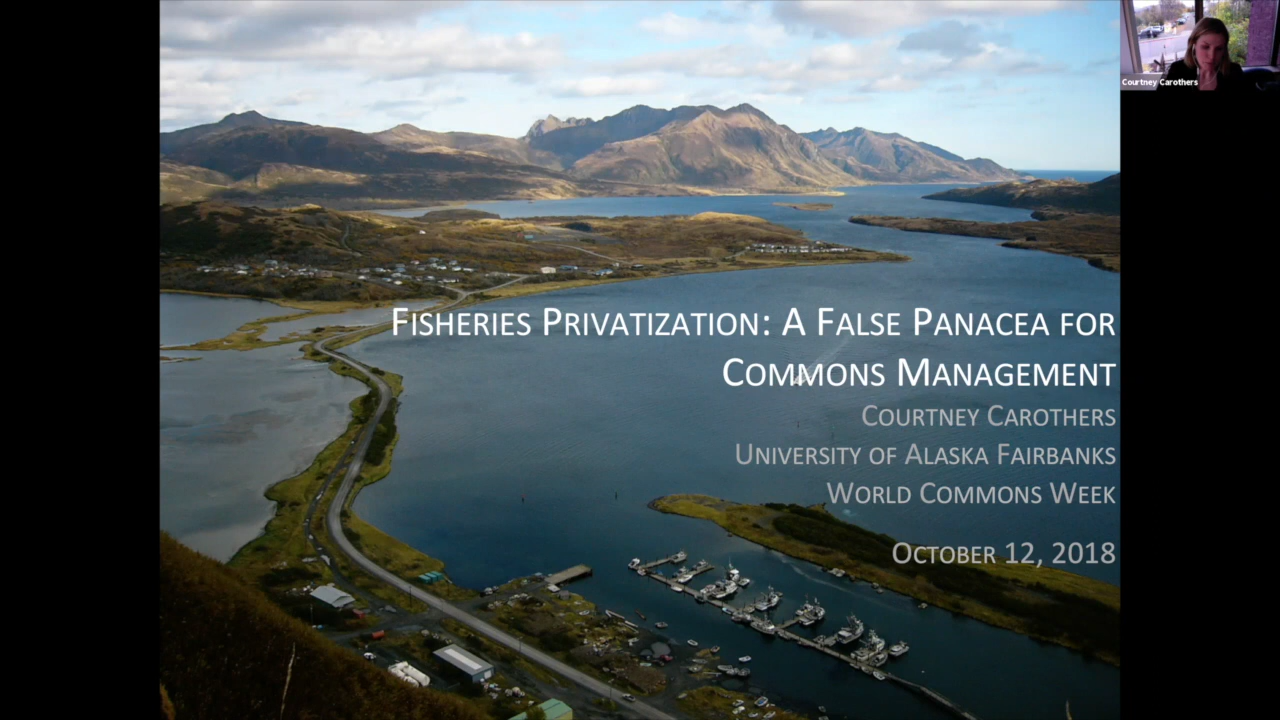 Courtney Carothers
Fisheries Privatization: A False Panacea for
Commons Management
Courtney Carothers
University of Alaska Fairbanks
World Commons Week
October 12, 2018